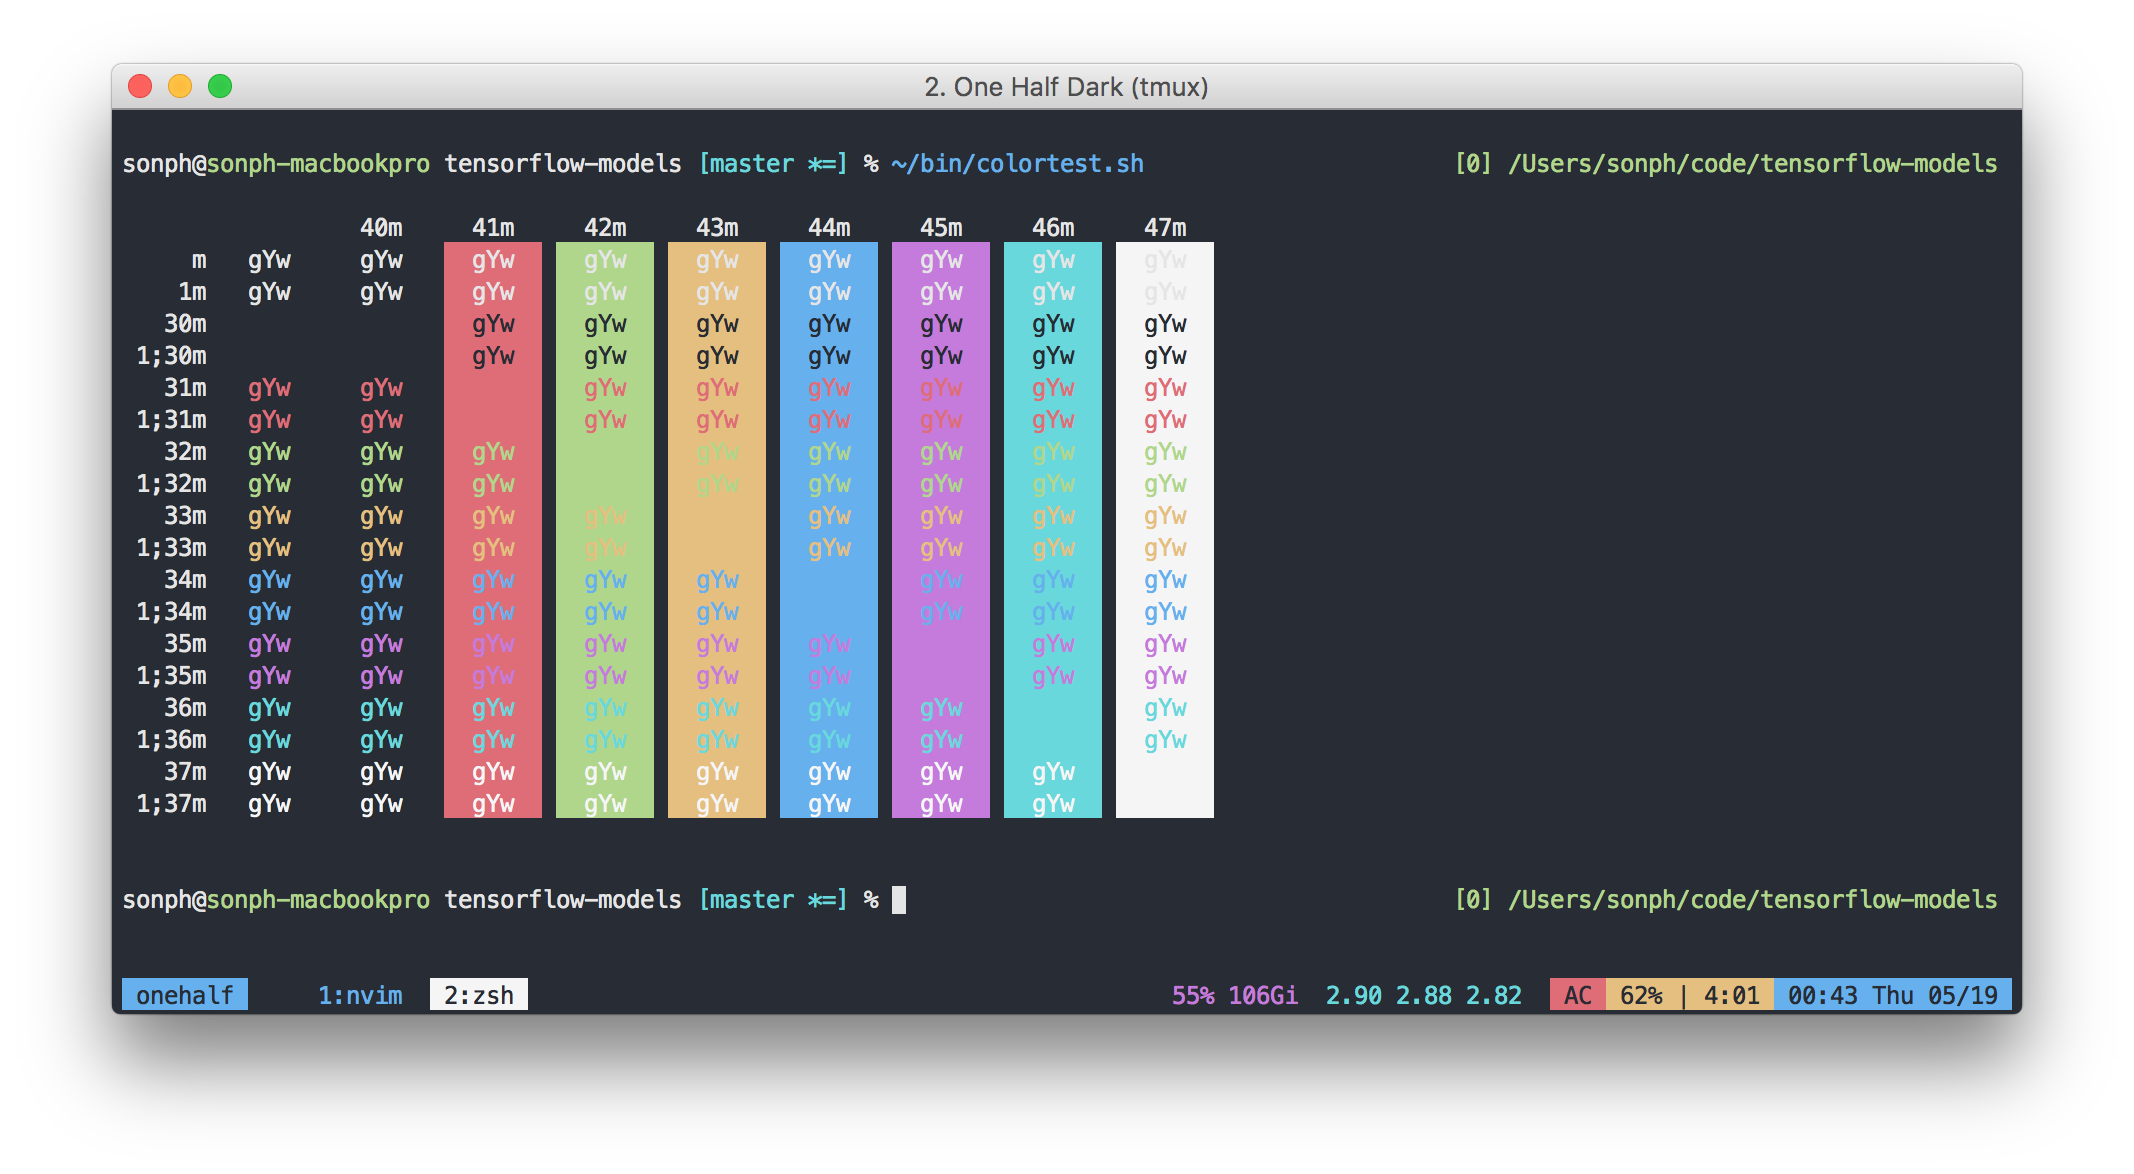 2. One Half Dark (tmux)
sonph@sonph-macbookpro tensorflow-models [master *=] % ~/bin/colortest.sh [0] /Users/sonph/code/tensorflow-models
40m 41m 42m 43m 44m 45m 46m 47m
m gYw gYw gYw gYw gYw gYw gYw gYw gYw
1m gYw gYw gYw gYw gYw gYw gYw gYw gYw
30m gYw gYw gYw gYw gYw gYw gYw
1;30m gYw gYw gYw gYw gYw gYw gYw
31m gYw gYw gYw gYw gYw gYw gYw gYw
1;31m gYw gYw gYw gYw gYw gYw gYw gYw
32m gYw gYw gYw gYw gYw gYw gYw gYw
1;32m gYw gYw gYw gYw gYw gYw gYw gYw
33m gYw gYw gYw gYw gYw gYw gYw gYw
1;33m gYw gYw gYw gYw gYw gYw gYw gYw
34m gYw gYw gYw gYw gYw gYw gYw gYw
1;34m gYw gYw gYw gYw gYw gYw gYw gYw
35m gYw gYw gYw gYw gYw gYw gYw gYw
1;35m gYw gYw gYw gYw gYw gYw gYw gYw
36m gYw gYw gYw gYw gYw gYw gYw gYw
1;36m gYw gYw gYw gYw gYw gYw gYw gYw
37m gYw gYw gYw gYw gYw gYw gYw gYw
1;37m gYw gYw gYw gYw gYw gYw gYw gYw
sonph@sonph-macbookpro tensorflow-models [master *=] % [0] /Users/sonph/code/tensorflow-models
onehalf 1:nvim 2:zsh 55% 106Gi 2.90 2.88 2.82 AC 62% | 4:01 00:43 Thu 05/19